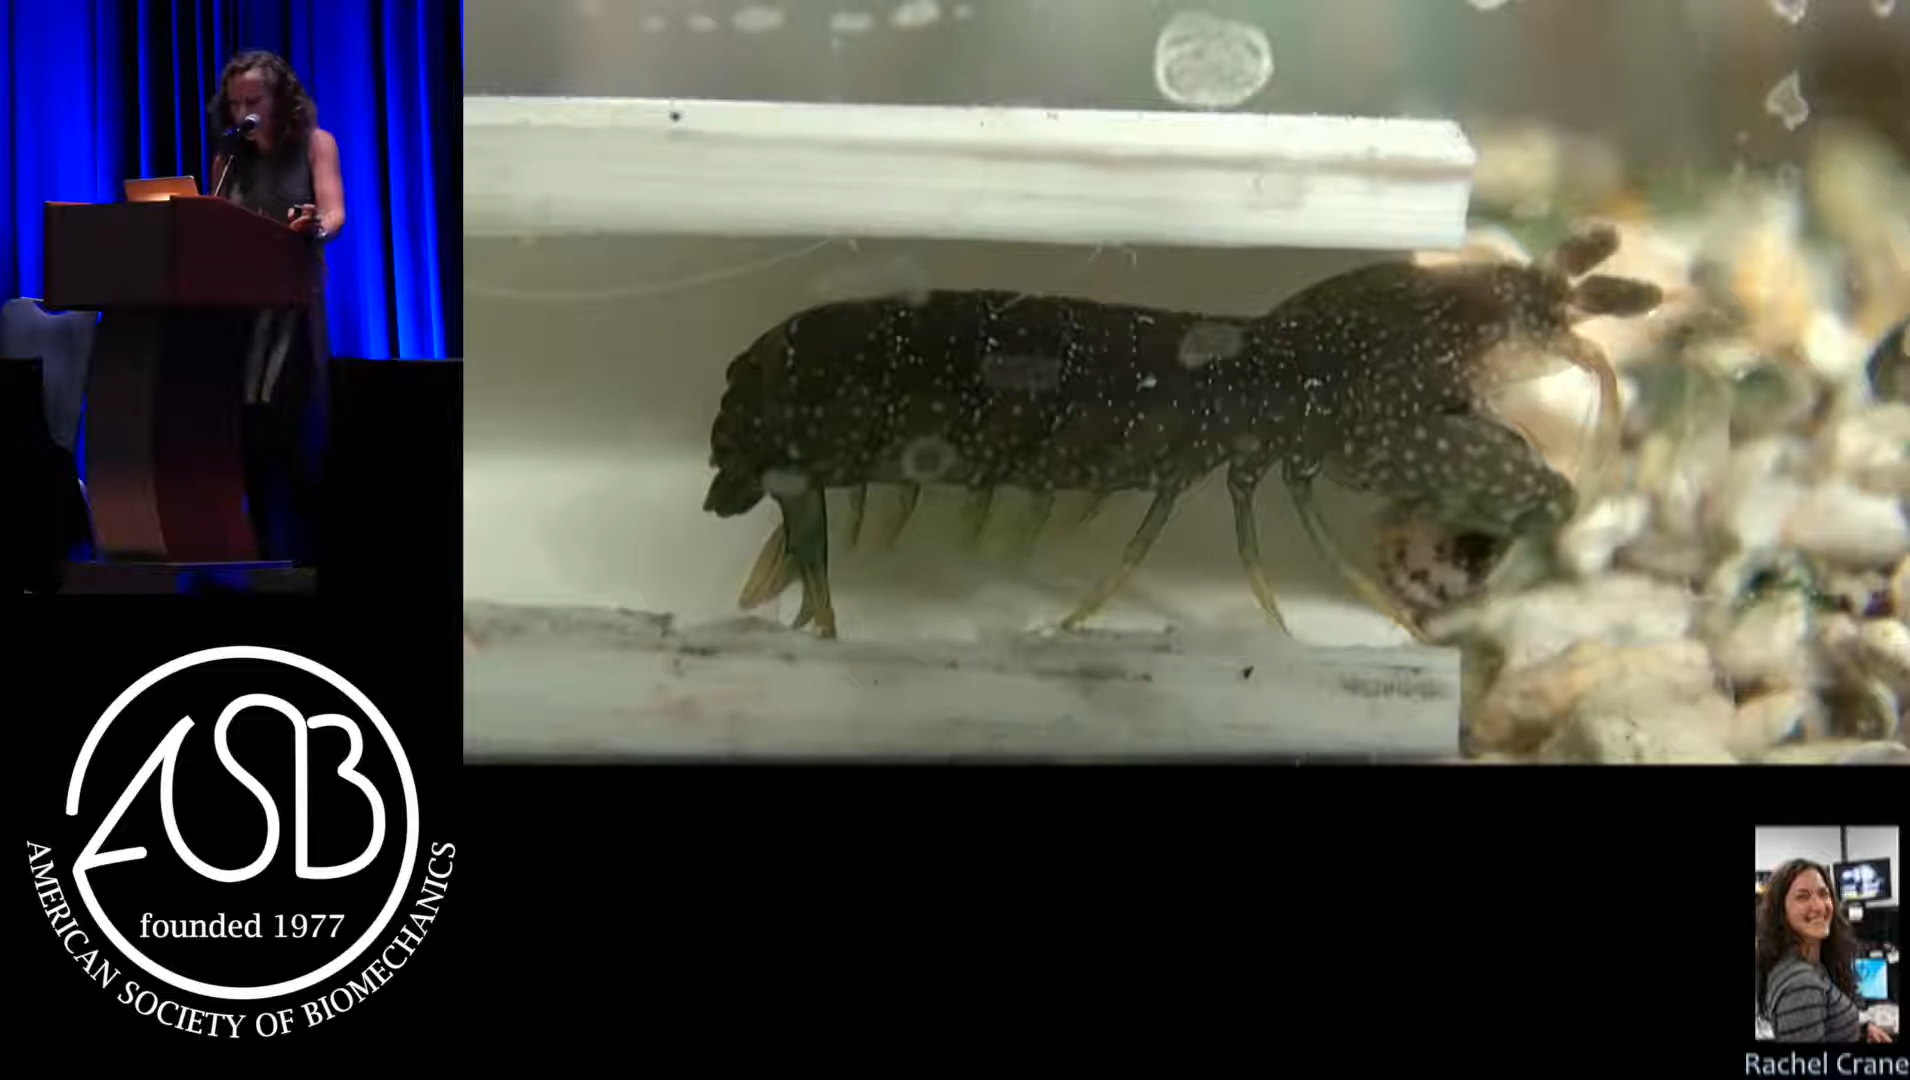 ASB
founded 1977
AMERICAN SOCIETY OF BIOMECHANICS
Rachel Crane